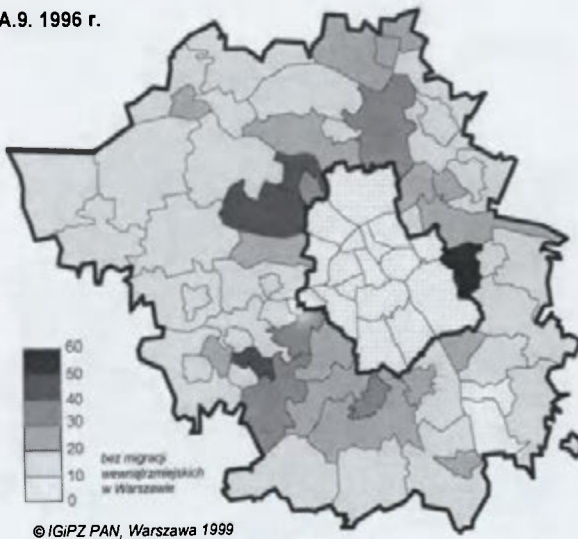 A.9. 1996 r.
60
50
40
30
20
10
0
bez migracji
wewnątrzmiejskich
w Warszawie
© IGiPZ PAN, Warszawa 1999